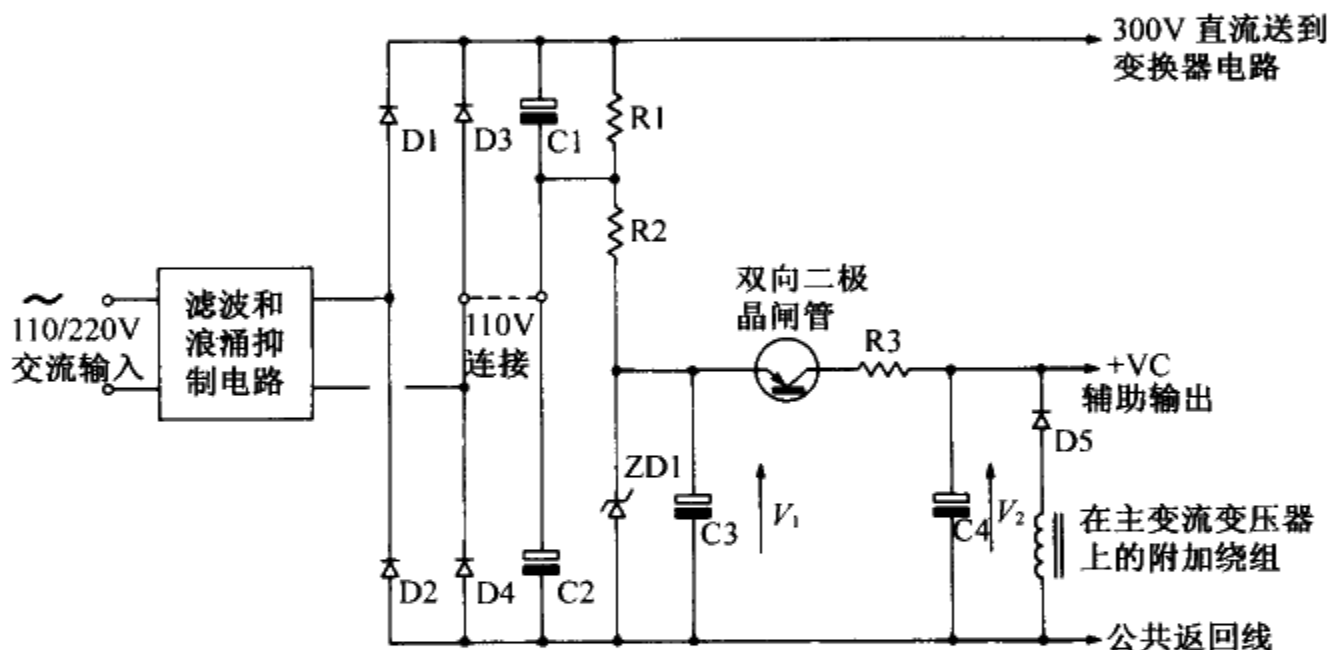 300V 直流送到
变换器电路
D1
D3
C1
R1
R2
双向二极
晶闸管
R3
+VC
辅助输出
～
110/220V
交流输入
滤波和
浪涌抑
制电路
110V
连接
D5
ZD1
C3
V₁
C4
V₂
在主变流变压器
上的附加绕组
D2
D4
C2
公共返回线